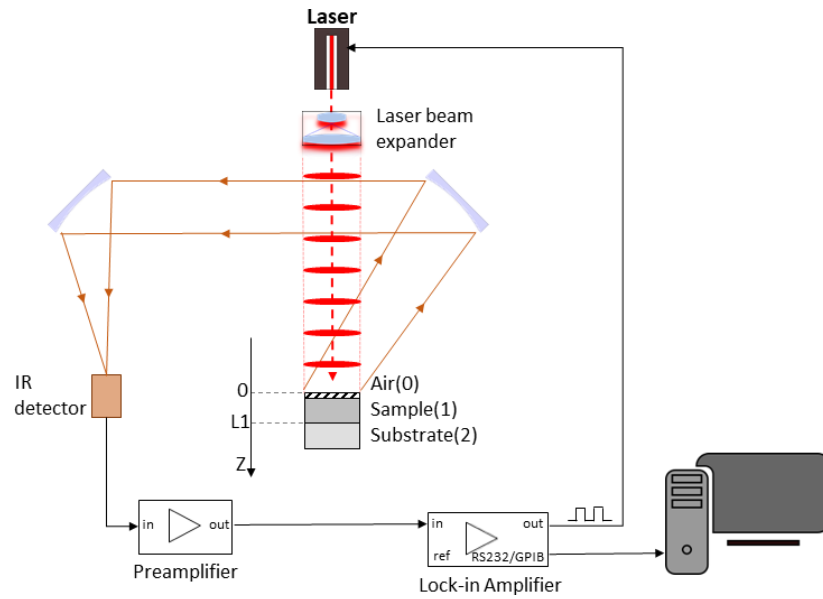 Laser
Laser beam
expander
IR
detector
0
Air(0)
Sample(1)
L1
Substrate(2)
Z
in
out
Preamplifier
in
out
ref
RS232/GPIB
Lock-in Amplifier